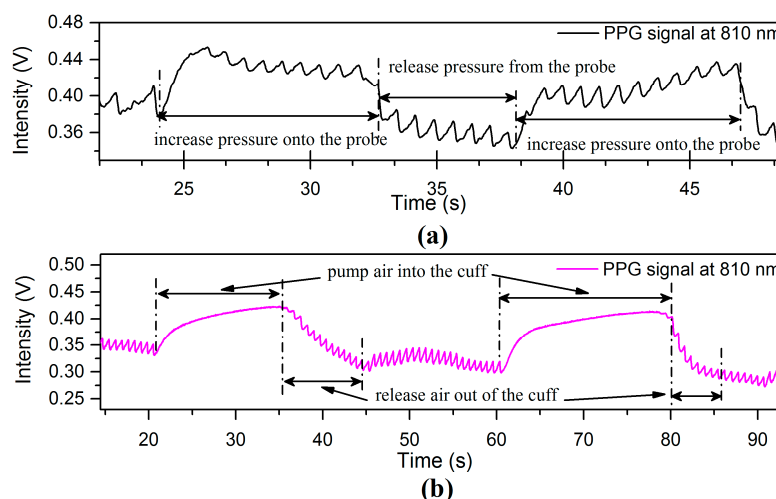 PPG signal at 810 nm
0.48
0.44
0.40
0.36
Intensity (V)
release pressure from the probe
increase pressure onto the probe
increase pressure onto the probe
25 30 35 40 45
Time (s)
(a)
PPG signal at 810 nm
0.50
0.45
0.40
0.35
0.30
0.25
Intensity (V)
pump air into the cuff
release air out of the cuff
20 30 40 50 60 70 80 90
Time (s)
(b)